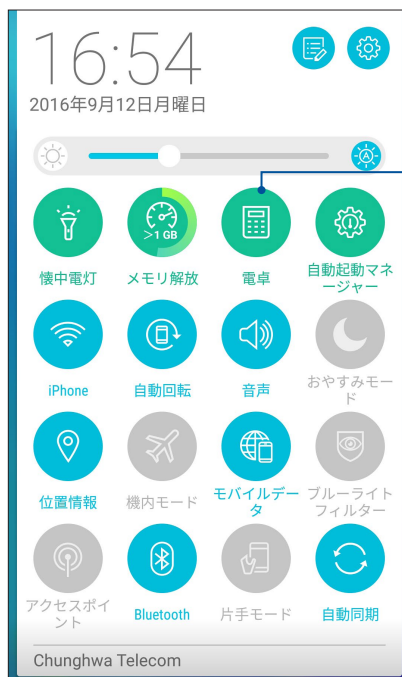 16:54
2016年9月12日月曜日
A
>1 GB
懐中電灯
メモリ解放
電卓
自動起動マネ
ージャー
iPhone
自動回転
音声
おやすみモー
ド
位置情報
機内モード
モバイルデー
タ
ブルーライト
フィルター
アクセスポイ
ント
Bluetooth
片手モード
自動同期
Chunghwa Telecom